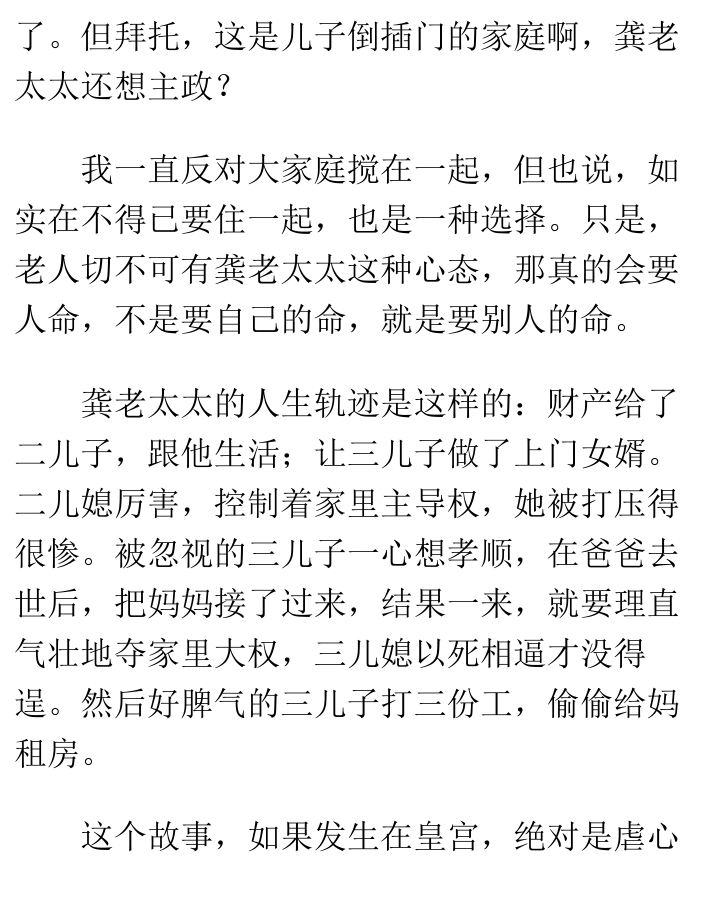 了。但拜托，这是儿子倒插门的家庭啊，龚老
太太还想主政？
我一直反对大家庭搅在一起，但也说，如
实在不得已要住一起，也是一种选择。只是，
老人切不可有龚老太太这种心态，那真的会要
人命，不是要自己的命，就是要别人的命。
龚老太太的人生轨迹是这样的：财产给了
二儿子，跟他生活；让三儿子做了上门女婿。
二儿媳厉害，控制着家里主导权，她被打压得
很惨。被忽视的三儿子一心想孝顺，在爸爸去
世后，把妈妈接了过来，结果一来，就要理直
气壮地夺家里大权，三儿媳以死相逼才没得
逞。然后好脾气的三儿子打三份工，偷偷给妈
租房。
这个故事，如果发生在皇宫，绝对是虐心